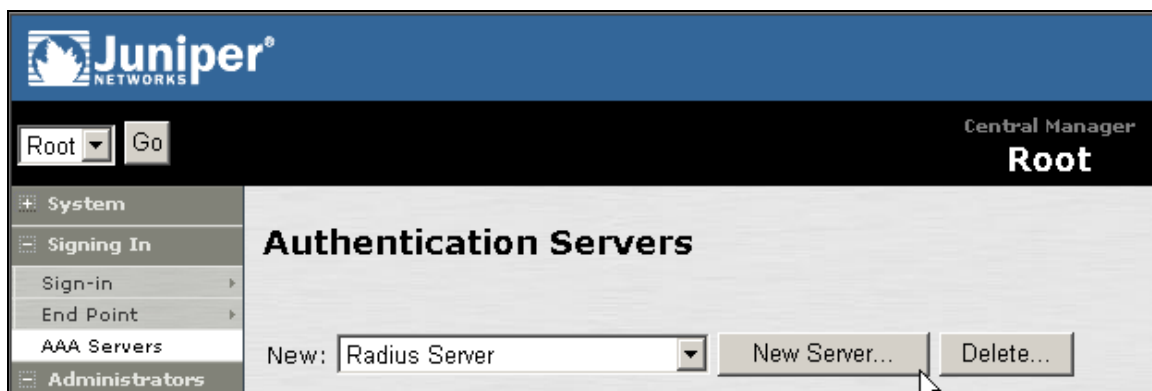 Juniper®
NETWORKS
Root Go
Central Manager
Root
System
Signing In
Sign-in
End Point
AAA Servers
Administrators
Authentication Servers
New: Radius Server New Server... Delete...